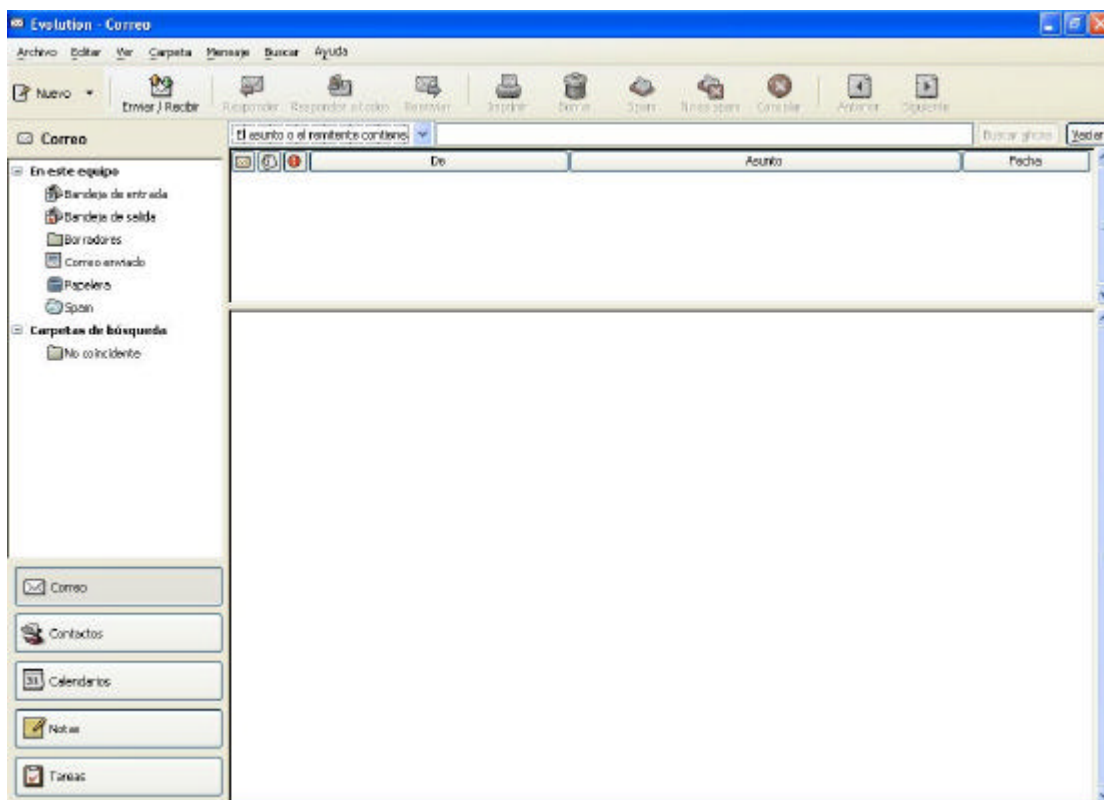 Evolution - Correo
Archivo Editar Ver Carpeta Mensaje Buscar Ayuda
Nuevo Enviar / Recibir Responder Responder a todos Reenviar Imprimir Borrar Spam No es spam Cancelar Anterior Siguiente
Correo
El asunto o el remitente contiene Buscar ahora
De Asunto Fecha
En este equipo
Bandeja de entrada
Bandeja de salida
Borradores
Correo enviado
Papelera
Spam
Carpetas de búsqueda
No coincidente
Correo
Contactos
31 Calendarios
Notas
Tareas